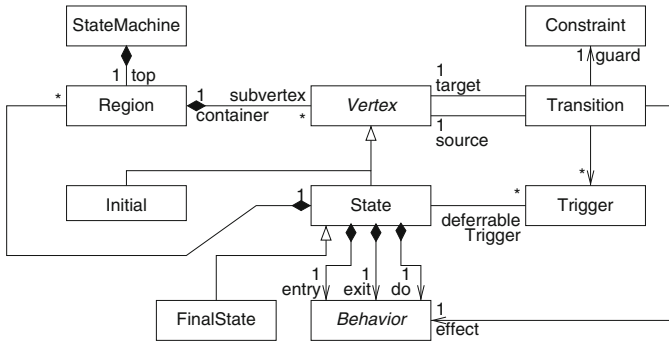 StateMachine
Constraint
1 top
1 guard
* Region
1 container
subvertex *
Vertex
1 target
1 source
Transition
Initial
1
State
* deferrable Trigger
* Trigger
1 entry
1 exit
1 do
FinalState
Behavior
1 effect